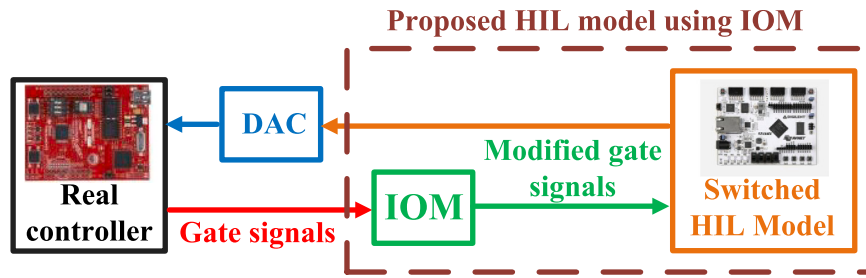 Proposed HIL model using IOM
DAC
Modified gate
signals
Real
controller
Gate signals
IOM
Switched
HIL Model